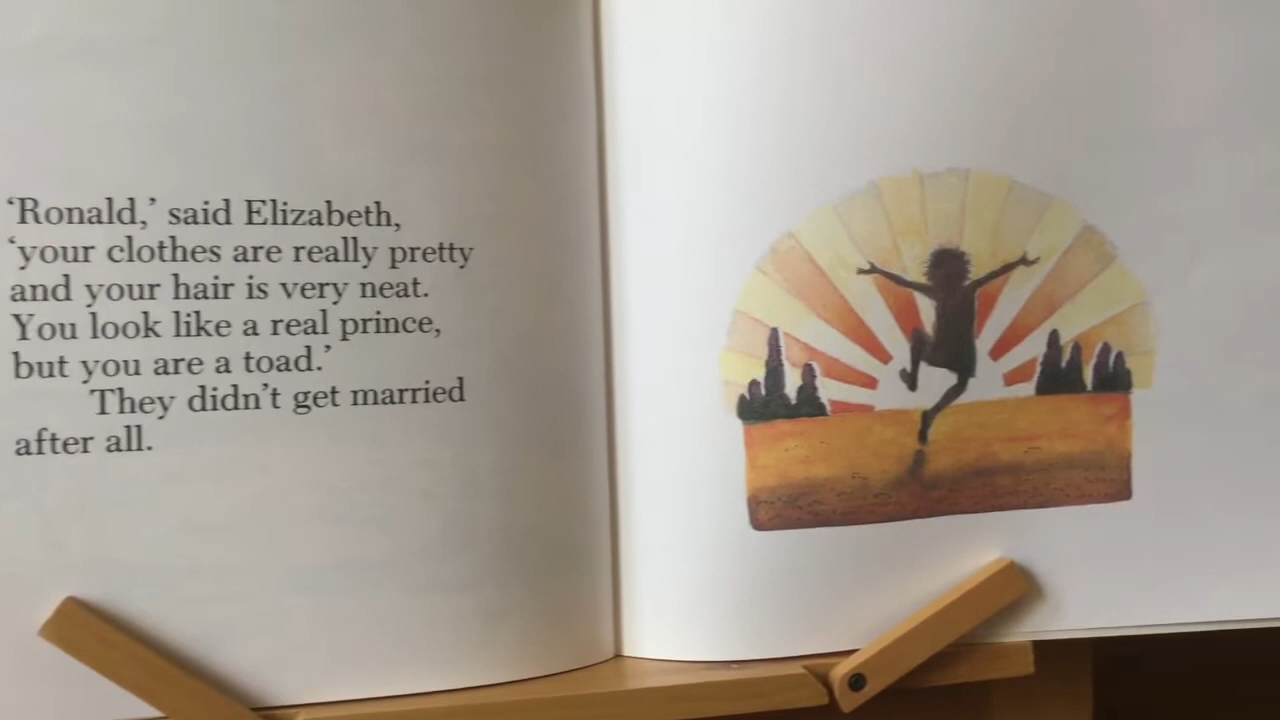 ‘Ronald,’ said Elizabeth,
‘your clothes are really pretty
and your hair is very neat.
You look like a real prince,
but you are a toad.’
They didn’t get married
after all.